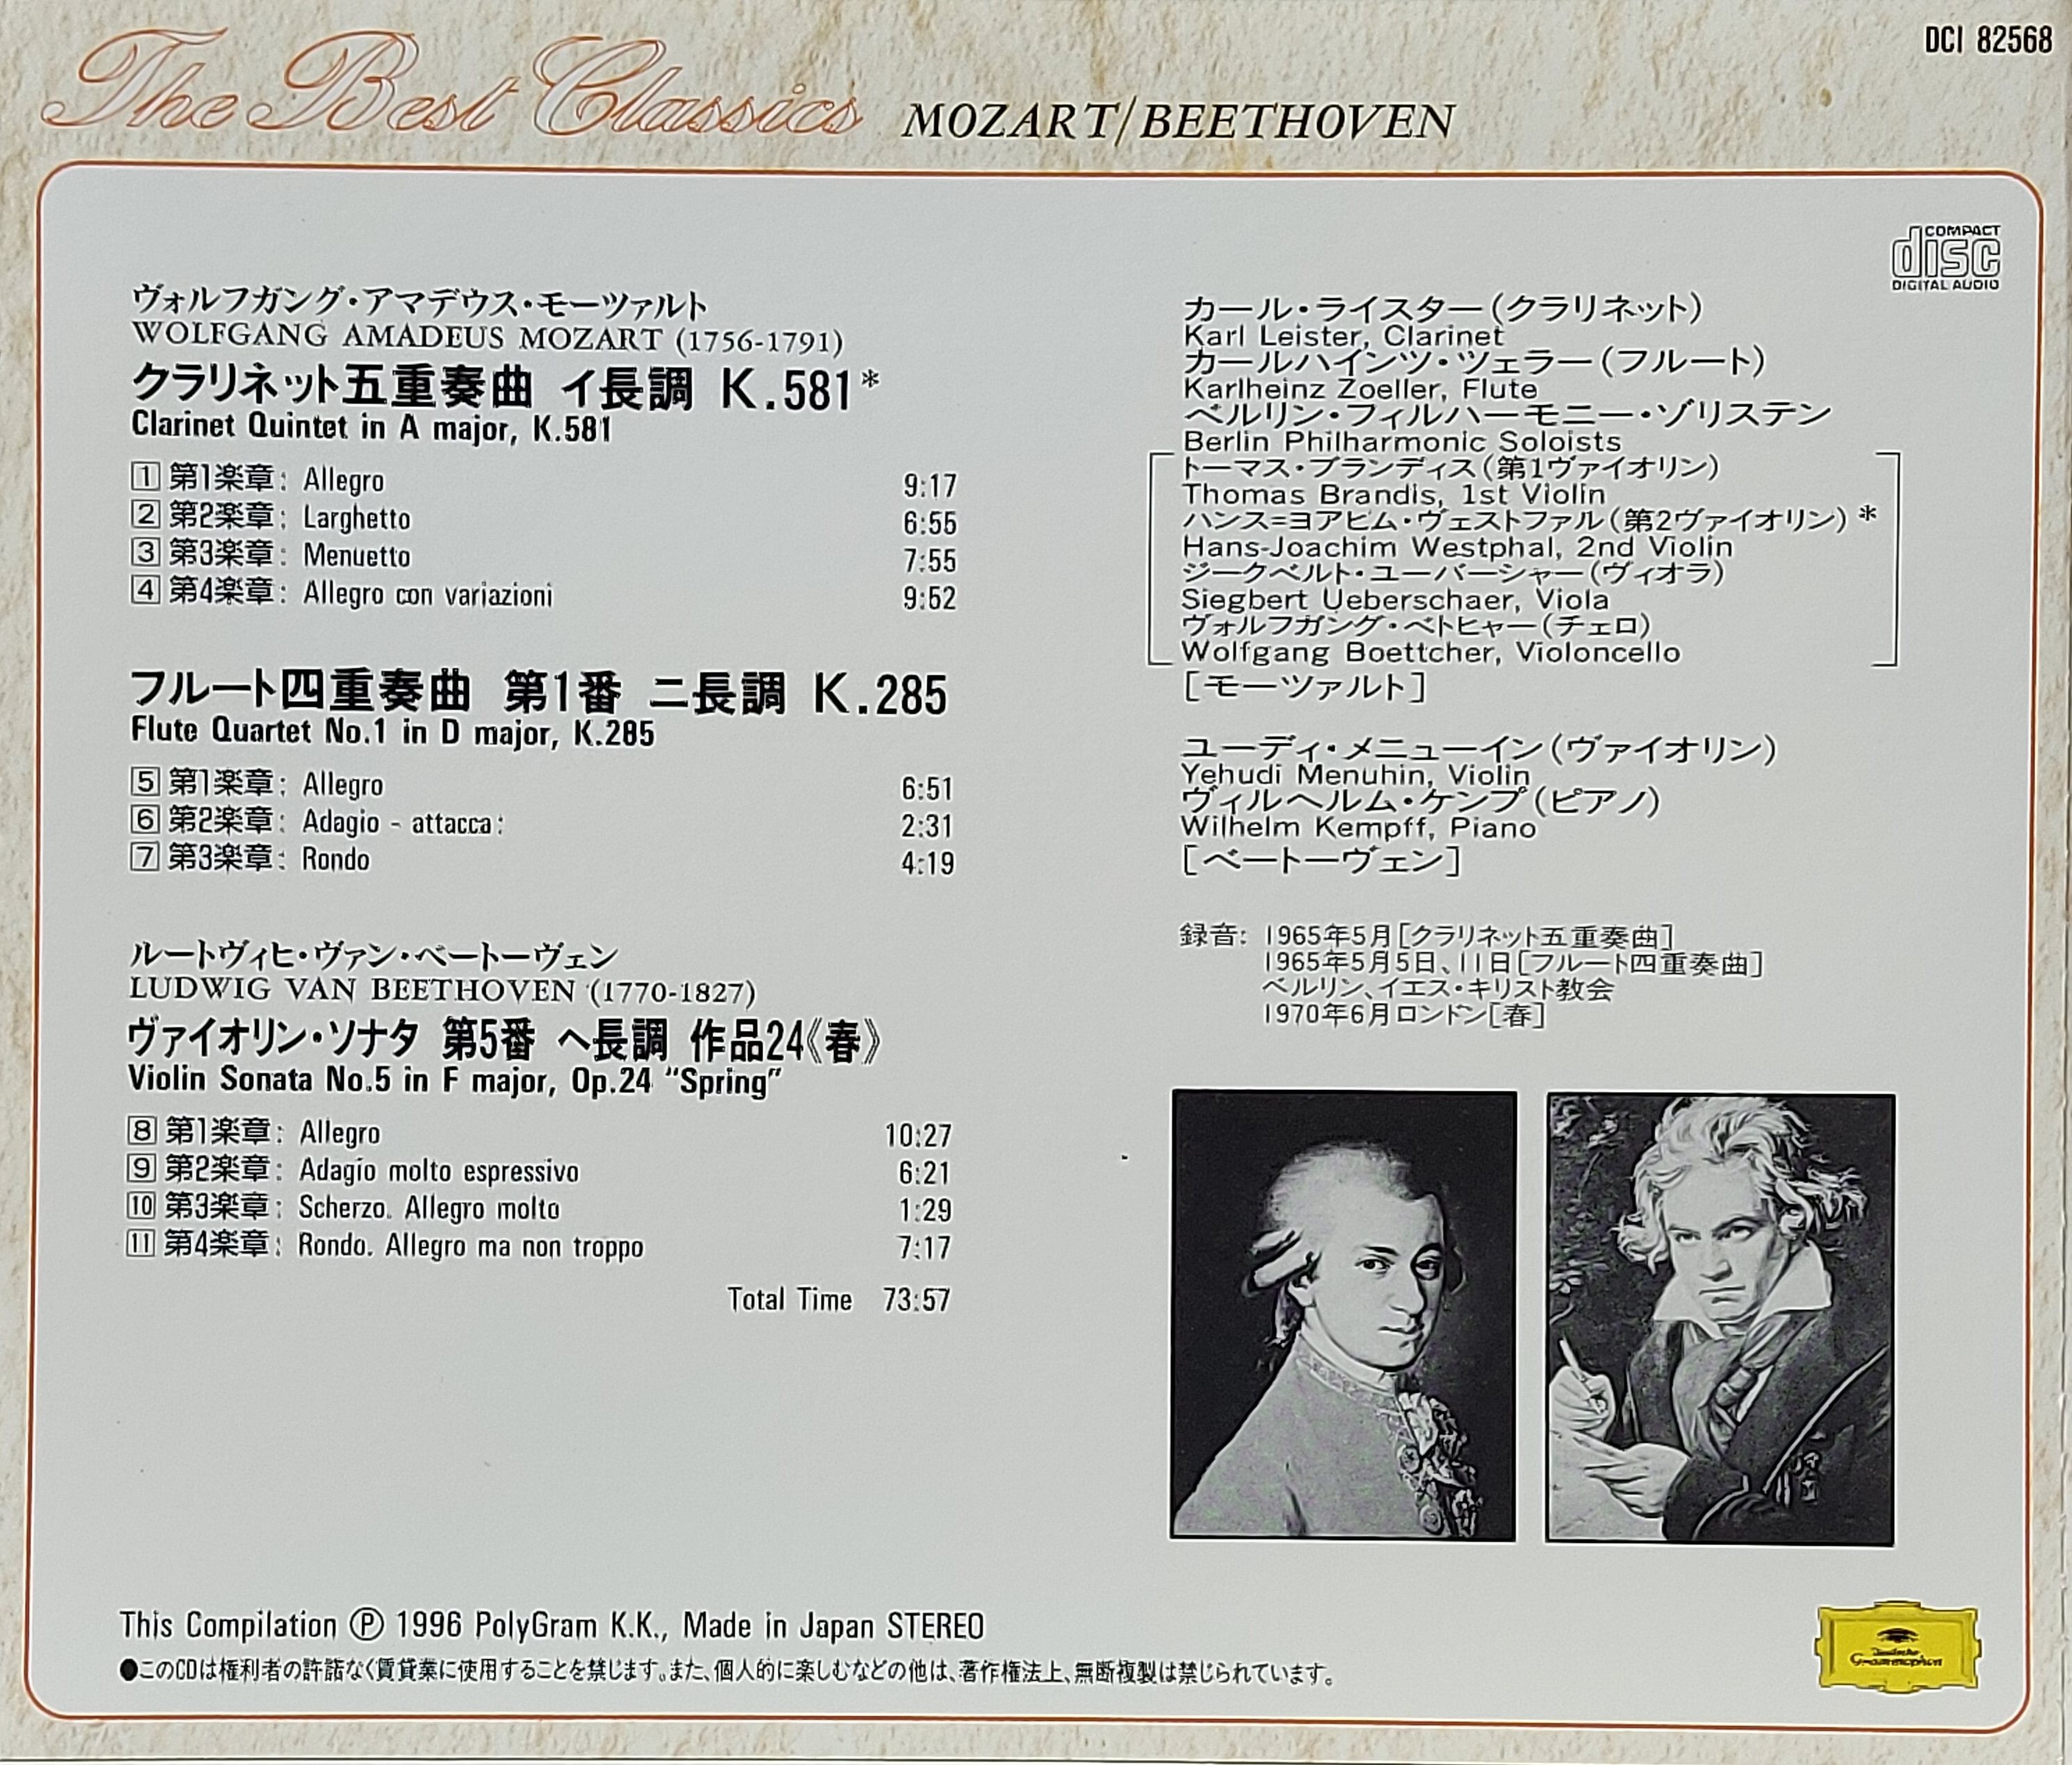 The Best Classics MOZART/BEETHOVEN
DCI 82568
COMPACT
disc
DIGITAL AUDIO
ヴォルフガング・アマデウス・モーツァルト
WOLFGANG AMADEUS MOZART (1756-1791)
クラリネット五重奏曲 イ長調 K.581*
Clarinet Quintet in A major, K.581
1 第1楽章: Allegro 9:17
2 第2楽章: Larghetto 6:55
3 第3楽章: Menuetto 7:55
4 第4楽章: Allegro con variazioni 9:52
フルート四重奏曲 第1番 ニ長調 K.285
Flute Quartet No.1 in D major, K.285
5 第1楽章: Allegro 6:51
6 第2楽章: Adagio - attacca: 2:31
7 第3楽章: Rondo 4:19
ルートヴィヒ・ヴァン・ベートーヴェン
LUDWIG VAN BEETHOVEN (1770-1827)
ヴァイオリン・ソナタ 第5番 ヘ長調 作品24《春》
Violin Sonata No.5 in F major, Op.24 "Spring"
8 第1楽章: Allegro 10:27
9 第2楽章: Adagio molto espressivo 6:21
10 第3楽章: Scherzo. Allegro molto 1:29
11 第4楽章: Rondo. Allegro ma non troppo 7:17
Total Time 73:57
カール・ライスター(クラリネット)
Karl Leister, Clarinet
カールハインツ・ツェラー(フルート)
Karlheinz Zoeller, Flute
ベルリン・フィルハーモニー・ゾリステン
Berlin Philharmonic Soloists
トーマス・ブランディス(第1ヴァイオリン)
Thomas Brandis, 1st Violin
ハンス=ヨアヒム・ヴェストファル(第2ヴァイオリン)*
Hans-Joachim Westphal, 2nd Violin
ジークベルト・ユーバーシャー(ヴィオラ)
Siegbert Ueberschaer, Viola
ヴォルフガング・ベトヒャー(チェロ)
Wolfgang Boettcher, Violoncello
[モーツァルト]
ユーディ・メニューイン(ヴァイオリン)
Yehudi Menuhin, Violin
ヴィルヘルム・ケンプ(ピアノ)
Wilhelm Kempff, Piano
[ベートーヴェン]
録音: 1965年5月[クラリネット五重奏曲]
1965年5月5日、11日[フルート四重奏曲]
ベルリン、イエス・キリスト教会
1970年6月ロンドン[春]
This Compilation Ⓟ 1996 PolyGram K.K., Made in Japan STEREO
●このCDは権利者の許諾なく賃貸業に使用することを禁じます。また、個人的に楽しむなどの他は、著作権法上、無断複製は禁じられています。
Deutsche
Grammophon